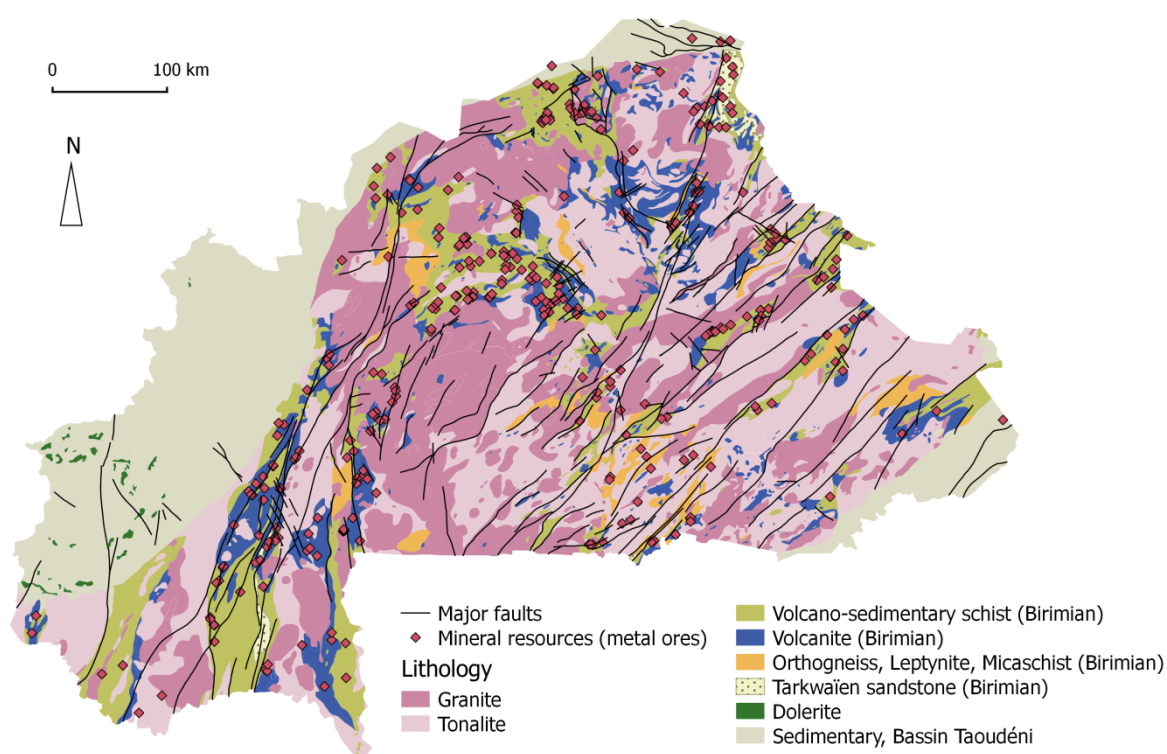 0 100 km
N
Major faults
Mineral resources (metal ores)
Lithology
Granite
Tonalite
Volcano-sedimentary schist (Birimian)
Volcanite (Birimian)
Orthogneiss, Leptynite, Micaschist (Birimian)
Tarkwaïen sandstone (Birimian)
Dolerite
Sedimentary, Bassin Taoudéni